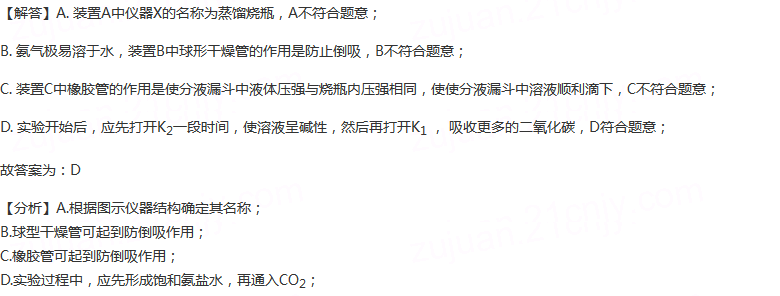 【解答】A. 装置A中仪器X的名称为蒸馏烧瓶，A不符合题意；
B. 氨气极易溶于水，装置B中球形干燥管的作用是防止倒吸，B不符合题意；
C. 装置C中橡胶管的作用是使分液漏斗中液体压强与烧瓶内压强相同，使使分液漏斗中溶液顺利滴下，C不符合题意；
D. 实验开始后，应先打开K2一段时间，使溶液呈碱性，然后再打开K1 ， 吸收更多的二氧化碳，D符合题意；
故答案为：D
【分析】A.根据图示仪器结构确定其名称；
B.球型干燥管可起到防倒吸作用；
C.橡胶管可起到防倒吸作用；
D.实验过程中，应先形成饱和氨盐水，再通入CO2；